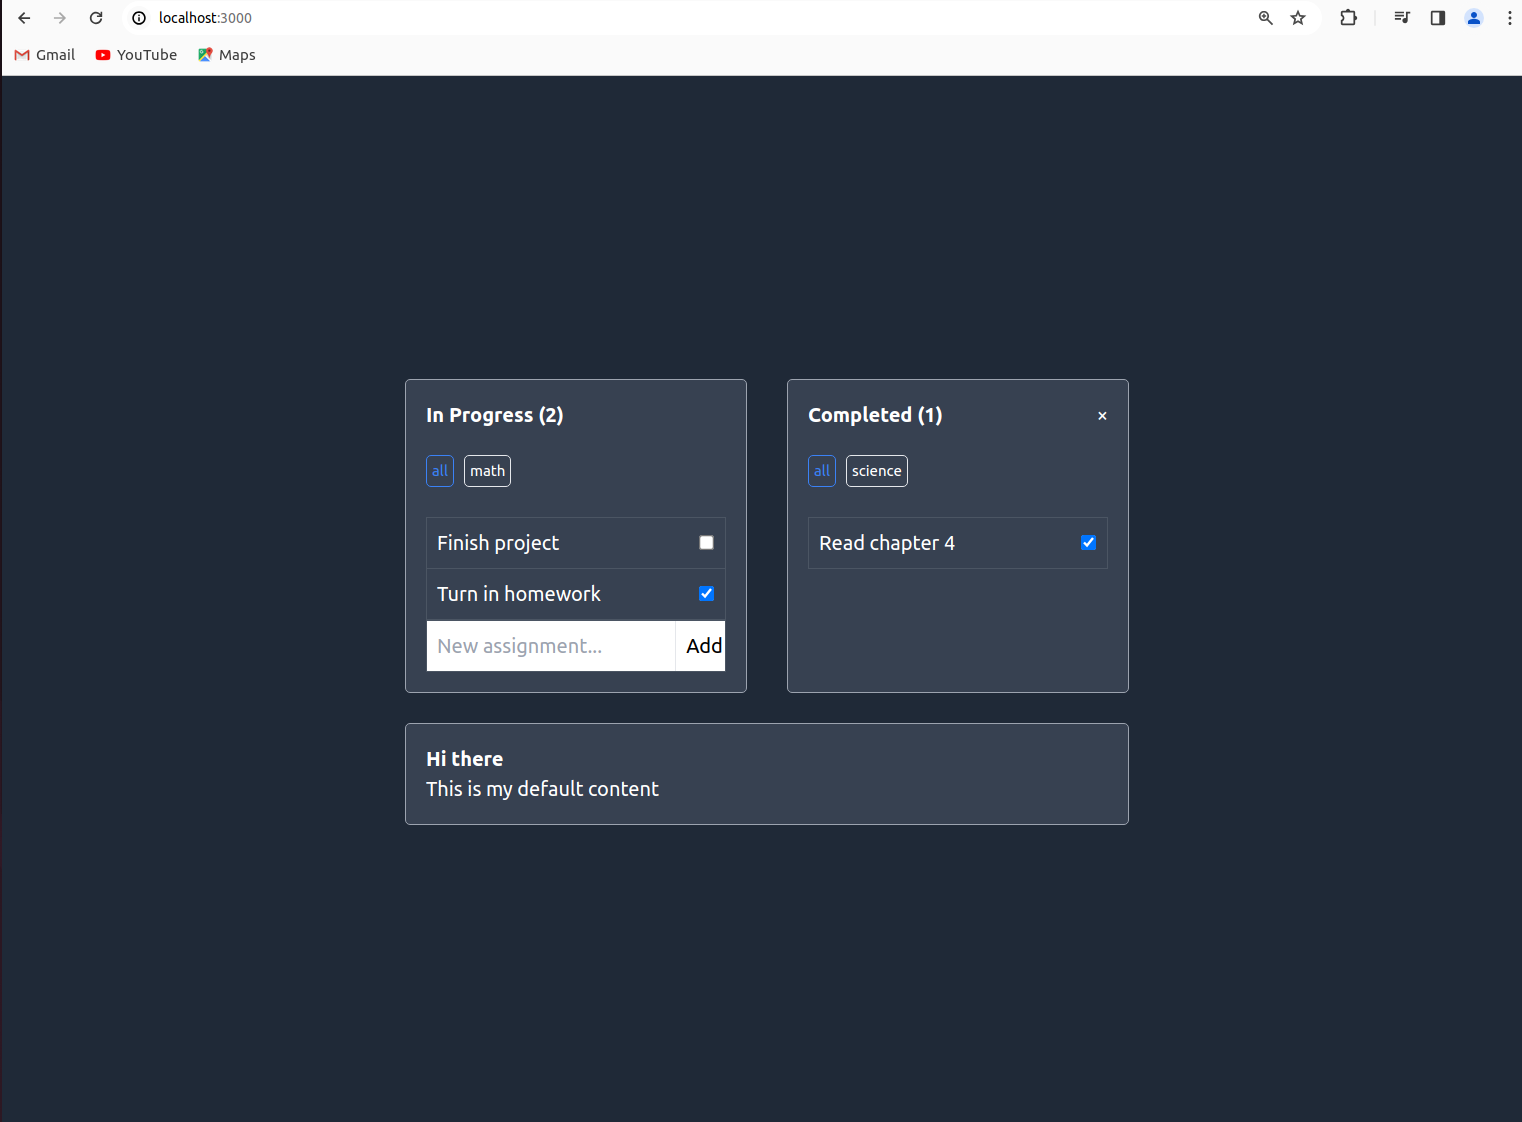 localhost:3000
Gmail YouTube Maps
In Progress (2)
all math
Finish project
Turn in homework
New assignment... Add
Completed (1) ×
all science
Read chapter 4
Hi there
This is my default content